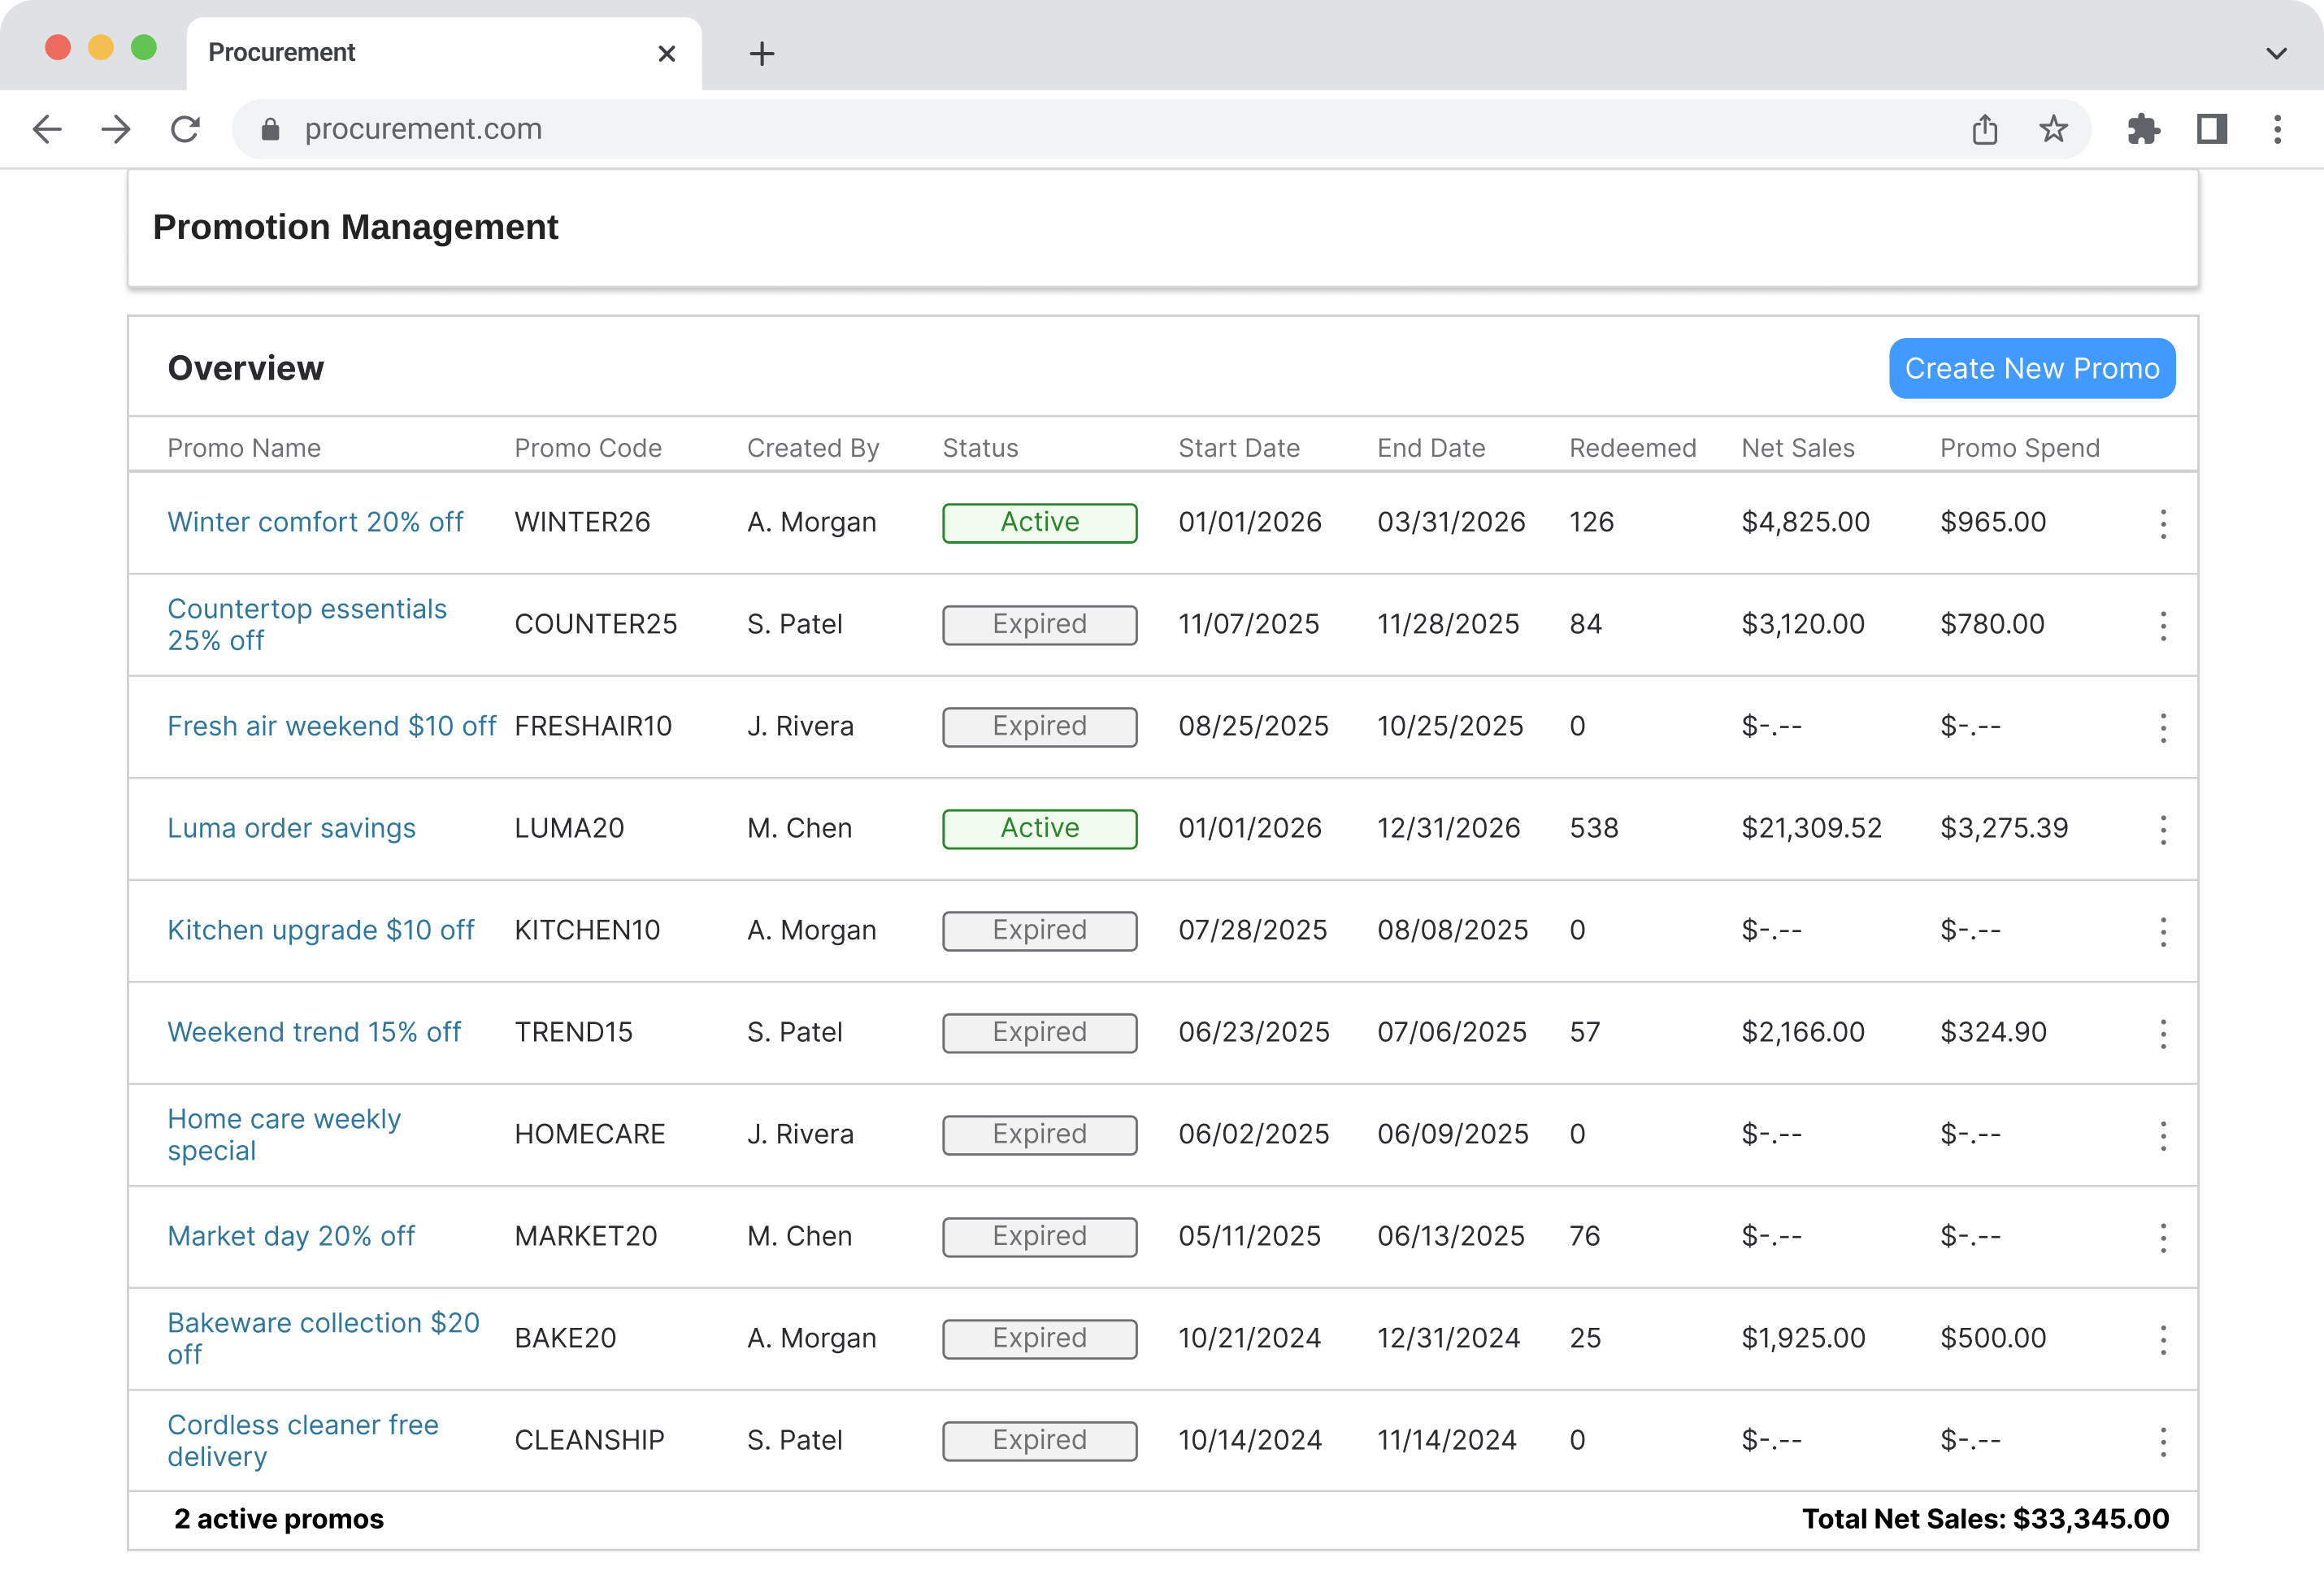 Procurement
procurement.com
Promotion Management
Overview
Create New Promo
Promo Name Promo Code Created By Status Start Date End Date Redeemed Net Sales Promo Spend
Winter comfort 20% off WINTER26 A. Morgan Active 01/01/2026 03/31/2026 126 $4,825.00 $965.00
Countertop essentials
25% off
COUNTER25 S. Patel Expired 11/07/2025 11/28/2025 84 $3,120.00 $780.00
Fresh air weekend $10 off FRESHAIR10 J. Rivera Expired 08/25/2025 10/25/2025 0 $-.-- $-.--
Luma order savings LUMA20 M. Chen Active 01/01/2026 12/31/2026 538 $21,309.52 $3,275.39
Kitchen upgrade $10 off KITCHEN10 A. Morgan Expired 07/28/2025 08/08/2025 0 $-.-- $-.--
Weekend trend 15% off TREND15 S. Patel Expired 06/23/2025 07/06/2025 57 $2,166.00 $324.90
Home care weekly
special
HOMECARE J. Rivera Expired 06/02/2025 06/09/2025 0 $-.-- $-.--
Market day 20% off MARKET20 M. Chen Expired 05/11/2025 06/13/2025 76 $-.-- $-.--
Bakeware collection $20
off
BAKE20 A. Morgan Expired 10/21/2024 12/31/2024 25 $1,925.00 $500.00
Cordless cleaner free
delivery
CLEANSHIP S. Patel Expired 10/14/2024 11/14/2024 0 $-.-- $-.--
2 active promos
Total Net Sales: $33,345.00